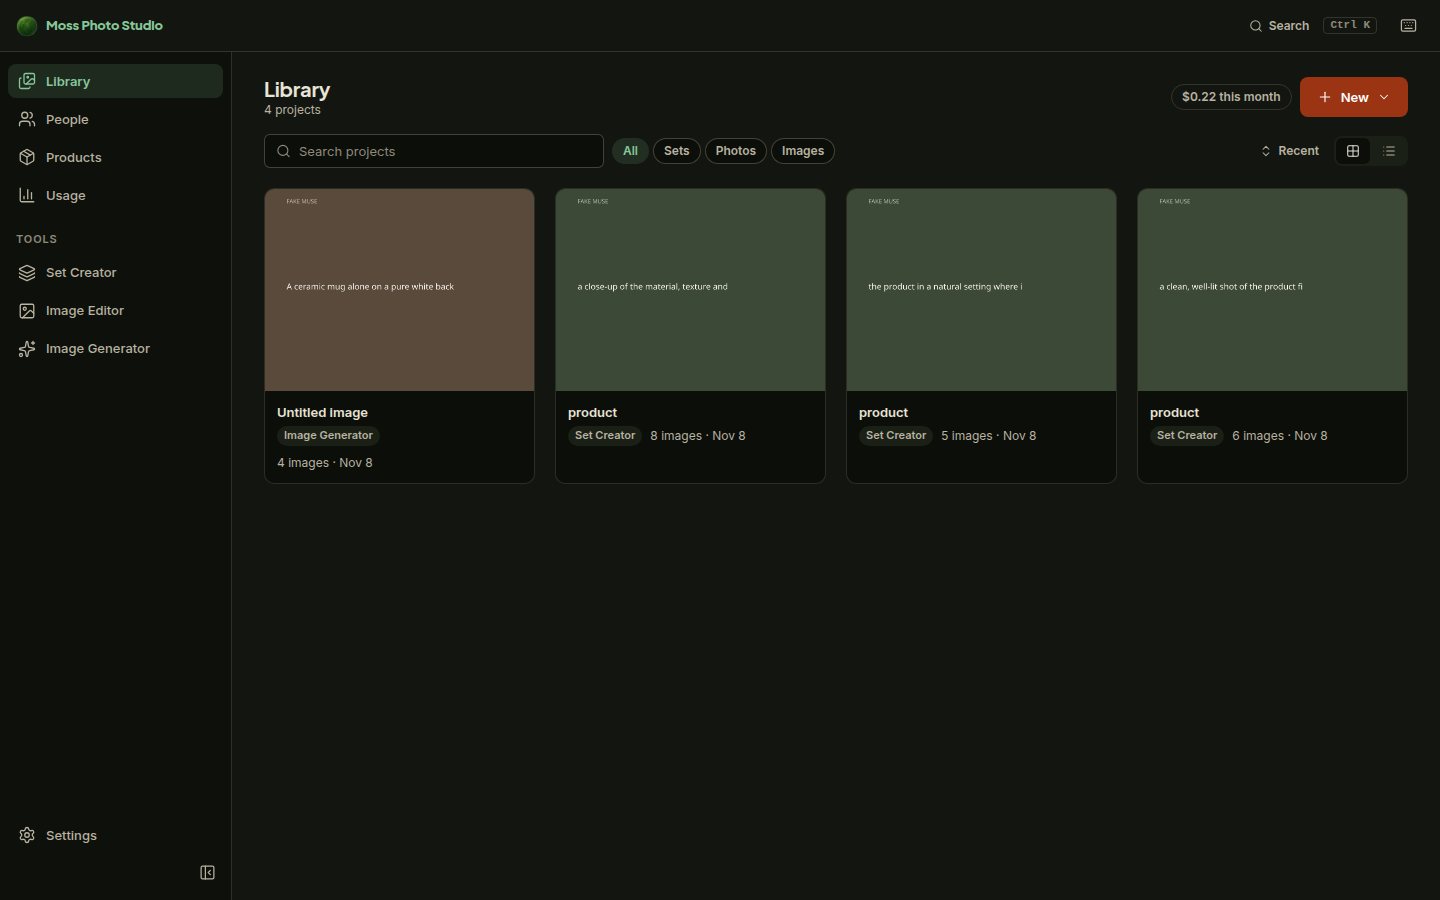 Moss Photo Studio
Search Ctrl K
Library
People
Products
Usage
TOOLS
Set Creator
Image Editor
Image Generator
Settings
Library
4 projects
$0.22 this month
New
Search projects
All Sets Photos Images
Recent
FAKE MUSE
A ceramic mug alone on a pure white back
Untitled image
Image Generator
4 images · Nov 8
FAKE MUSE
a close-up of the material, texture and
product
Set Creator 8 images · Nov 8
FAKE MUSE
the product in a natural setting where i
product
Set Creator 5 images · Nov 8
FAKE MUSE
a clean, well-lit shot of the product fi
product
Set Creator 6 images · Nov 8